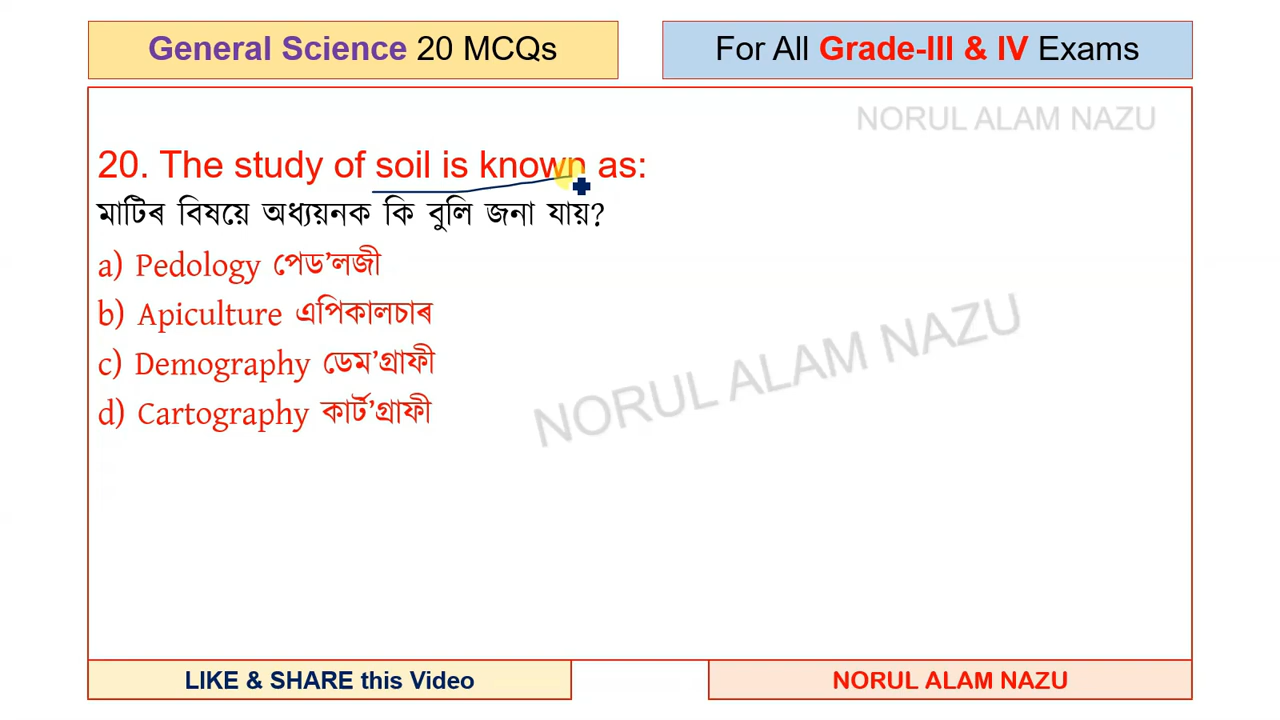 General Science 20 MCQs
For All Grade-III & IV Exams
NORUL ALAM NAZU
20. The study of soil is known as:
মাটিৰ বিষয়ে অধ্যয়নক কি বুলি জনা যায়?
a) Pedology পেড’লজী
b) Apiculture এপিকালচাৰ
c) Demography ডেম’গ্ৰাফী
d) Cartography কাৰ্ট’গ্ৰাফী
NORUL ALAM NAZU
LIKE & SHARE this Video
NORUL ALAM NAZU